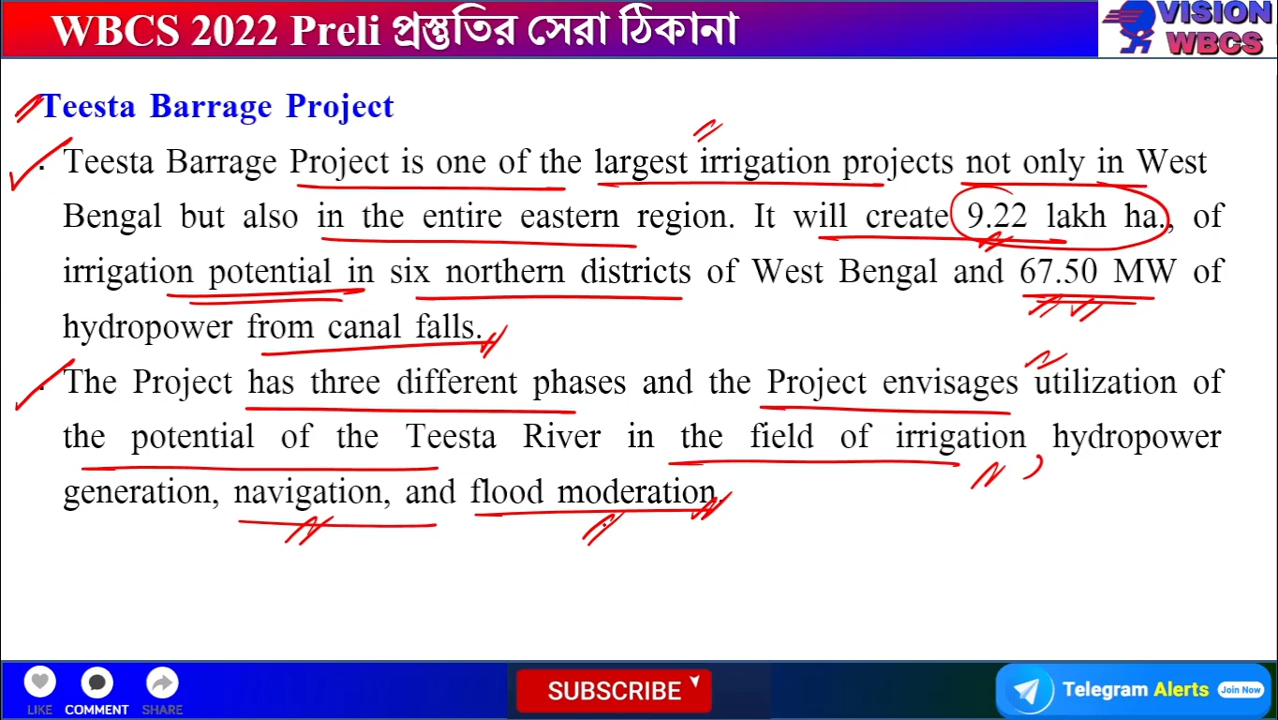 WBCS 2022 Preli প্রস্তুতির সেরা ঠিকানা
VISION
WBCS
Teesta Barrage Project
. Teesta Barrage Project is one of the largest irrigation projects not only in West
Bengal but also in the entire eastern region. It will create 9.22 lakh ha., of
irrigation potential in six northern districts of West Bengal and 67.50 MW of
hydropower from canal falls.
. The Project has three different phases and the Project envisages utilization of
the potential of the Teesta River in the field of irrigation, hydropower
generation, navigation, and flood moderation.
LIKE COMMENT SHARE
SUBSCRIBE
Telegram Alerts Join Now